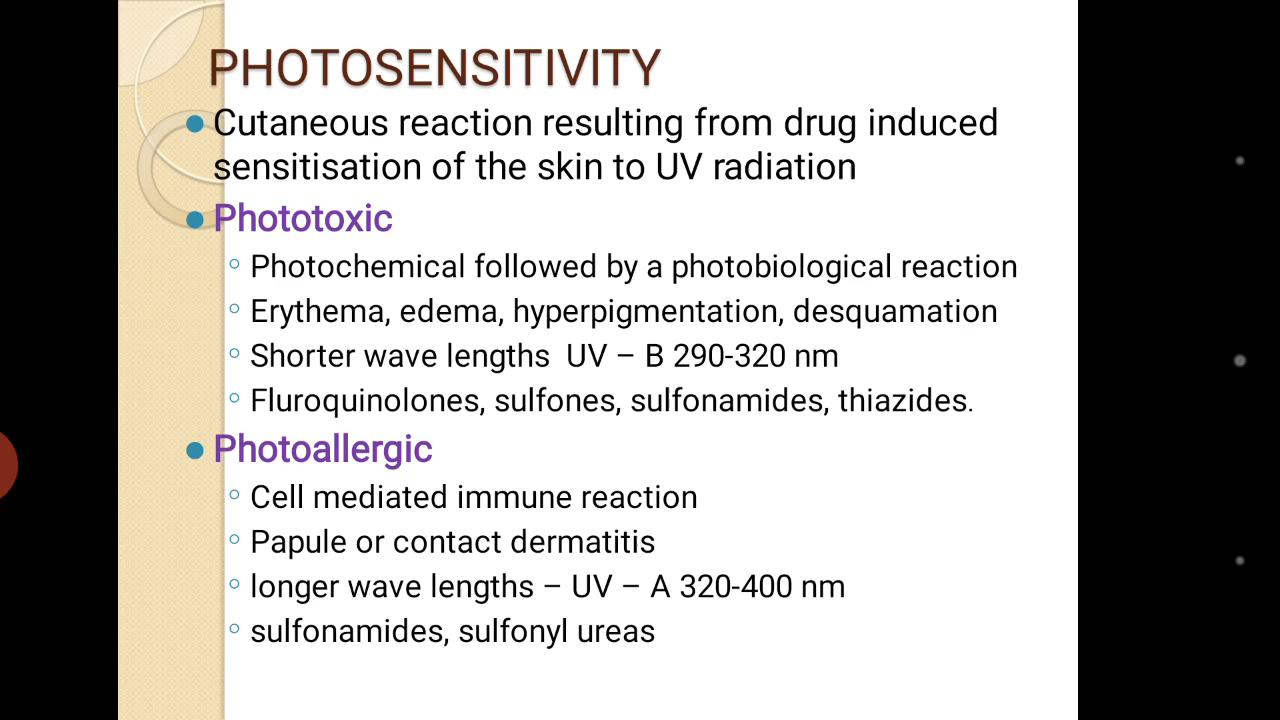 PHOTOSENSITIVITY
Cutaneous reaction resulting from drug induced
sensitisation of the skin to UV radiation
Phototoxic
Photochemical followed by a photobiological reaction
Erythema, edema, hyperpigmentation, desquamation
Shorter wave lengths  UV – B 290-320 nm
Fluroquinolones, sulfones, sulfonamides, thiazides.
Photoallergic
Cell mediated immune reaction
Papule or contact dermatitis
longer wave lengths – UV – A 320-400 nm
sulfonamides, sulfonyl ureas